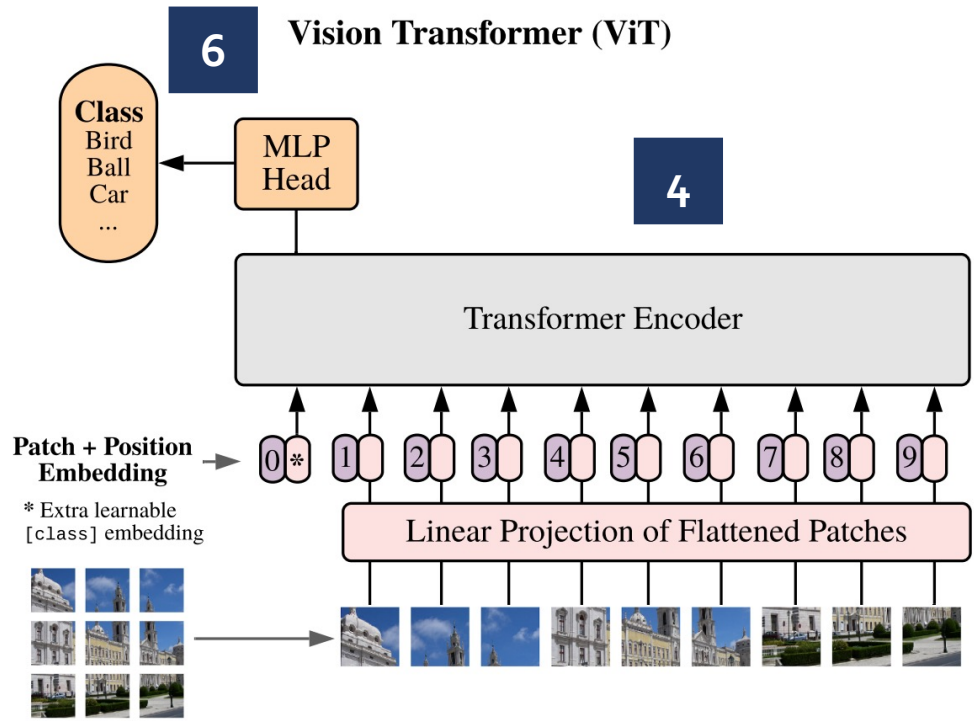 Vision Transformer (ViT)
6
Class
Bird
Ball
Car
...
MLP
Head
4
Transformer Encoder
Patch + Position
Embedding
0 * 1 2 3 4 5 6 7 8 9
* Extra learnable
[class] embedding
Linear Projection of Flattened Patches